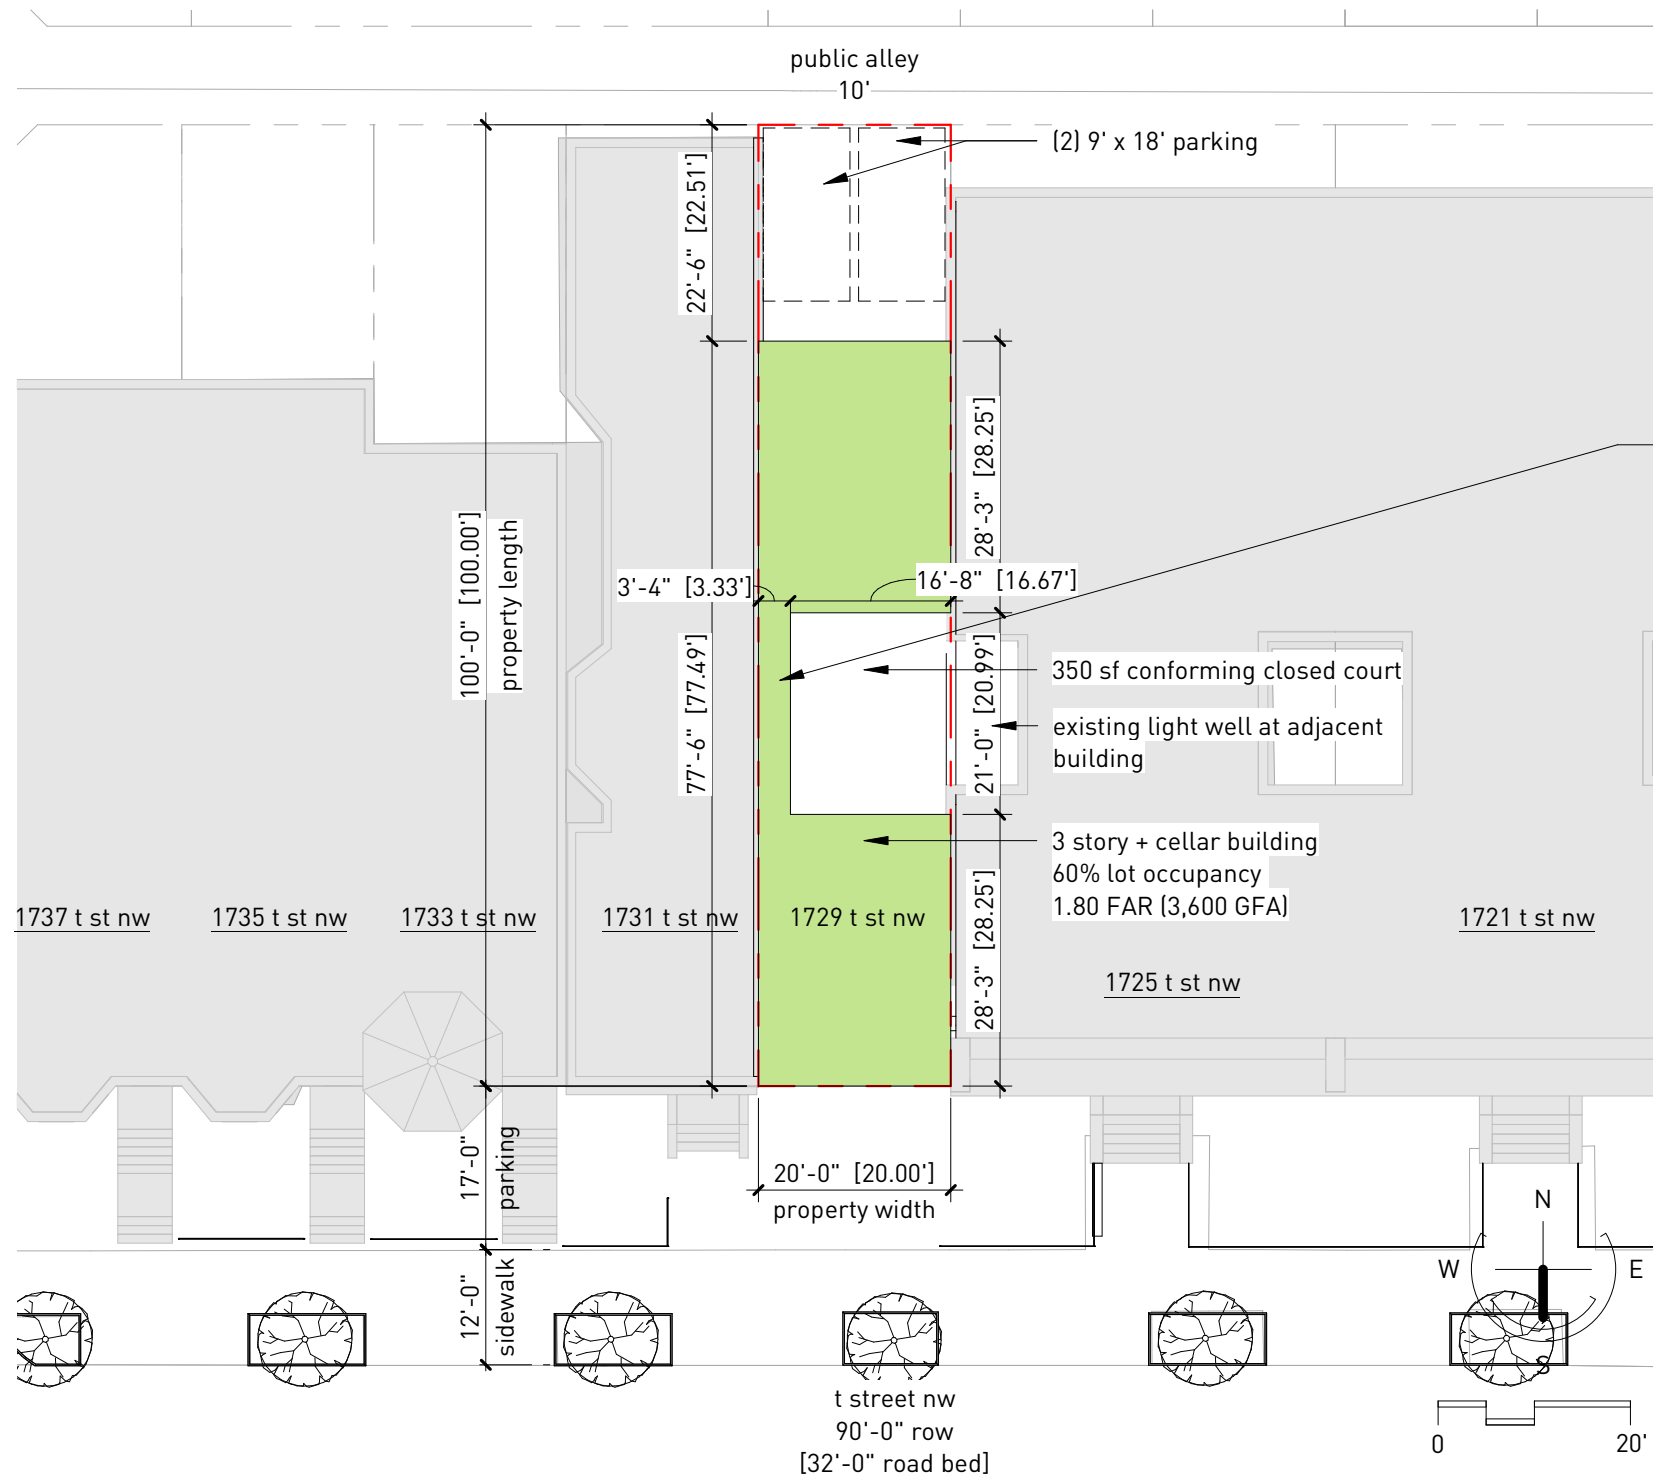 public alley
10'
(2) 9' x 18' parking
22'-6" [22.51']
28'-3" [28.25']
100'-0" [100.00']
property length
3'-4" [3.33']
16'-8" [16.67']
77'-6" [77.49']
21'-0" [20.99']
350 sf conforming closed court
existing light well at adjacent
building
3 story + cellar building
60% lot occupancy
1.80 FAR (3,600 GFA)
28'-3" [28.25']
1737 t st nw
1735 t st nw
1733 t st nw
1731 t st nw
1729 t st nw
1721 t st nw
1725 t st nw
17'-0"
parking
20'-0" [20.00']
property width
12'-0"
sidewalk
N
W
E
S
t street nw
90'-0" row
[32'-0" road bed]
0
20'